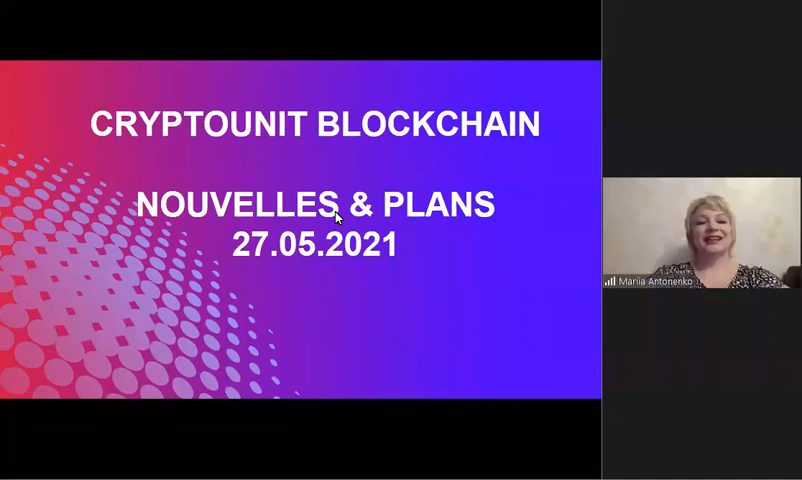 CRYPTOUNIT BLOCKCHAIN
NOUVELLES & PLANS
27.05.2021
Mariia Antonenko